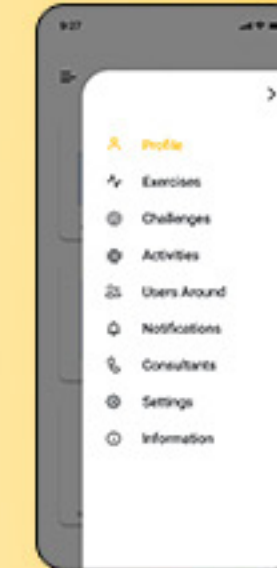 9:27
Profile
Exercises
Challenges
Activities
Users Around
Notifications
Consultants
Settings
Information